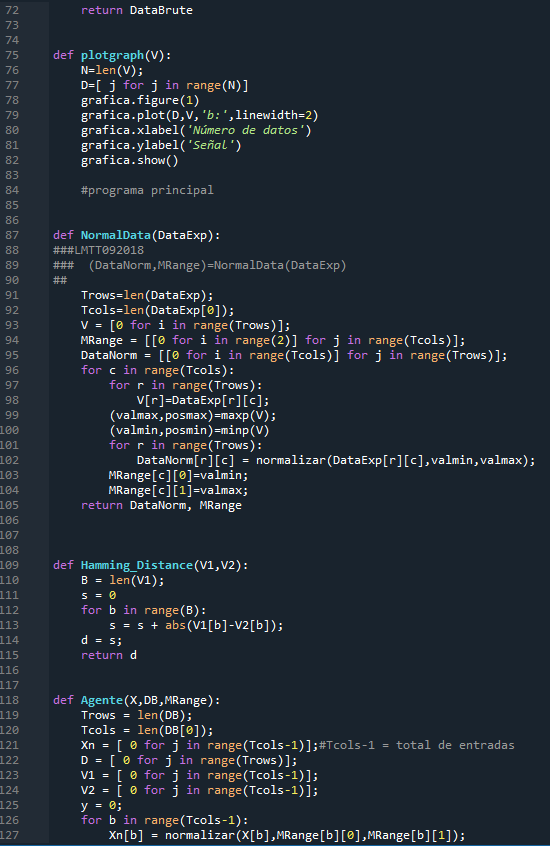 72 return DataBrute
73
74
75 def plotgraph(V):
76 N=len(V);
77 D=[ j for j in range(N)]
78 grafica.figure(1)
79 grafica.plot(D,V,'b:',linewidth=2)
80 grafica.xlabel('Número de datos')
81 grafica.ylabel('Señal')
82 grafica.show()
83
84 #programa principal
85
86
87 def NormalData(DataExp):
88 ###LMTT092018
89 ### (DataNorm,MRange)=NormalData(DataExp)
90 ##
91 Trows=len(DataExp);
92 Tcols=len(DataExp[0]);
93 V = [0 for i in range(Trows)];
94 MRange = [[0 for i in range(2)] for j in range(Tcols)];
95 DataNorm = [[0 for i in range(Tcols)] for j in range(Trows)];
96 for c in range(Tcols):
97 for r in range(Trows):
98 V[r]=DataExp[r][c];
99 (valmax,posmax)=maxp(V);
100 (valmin,posmin)=minp(V)
101 for r in range(Trows):
102 DataNorm[r][c] = normalizar(DataExp[r][c],valmin,valmax);
103 MRange[c][0]=valmin;
104 MRange[c][1]=valmax;
105 return DataNorm, MRange
106
107
108
109 def Hamming_Distance(V1,V2):
110 B = len(V1);
111 s = 0
112 for b in range(B):
113 s = s + abs(V1[b]-V2[b]);
114 d = s;
115 return d
116
117
118 def Agente(X,DB,MRange):
119 Trows = len(DB);
120 Tcols = len(DB[0]);
121 Xn = [ 0 for j in range(Tcols-1)];#Tcols-1 = total de entradas
122 D = [ 0 for j in range(Trows)];
123 V1 = [ 0 for j in range(Tcols-1)];
124 V2 = [ 0 for j in range(Tcols-1)];
125 y = 0;
126 for b in range(Tcols-1):
127 Xn[b] = normalizar(X[b],MRange[b][0],MRange[b][1]);